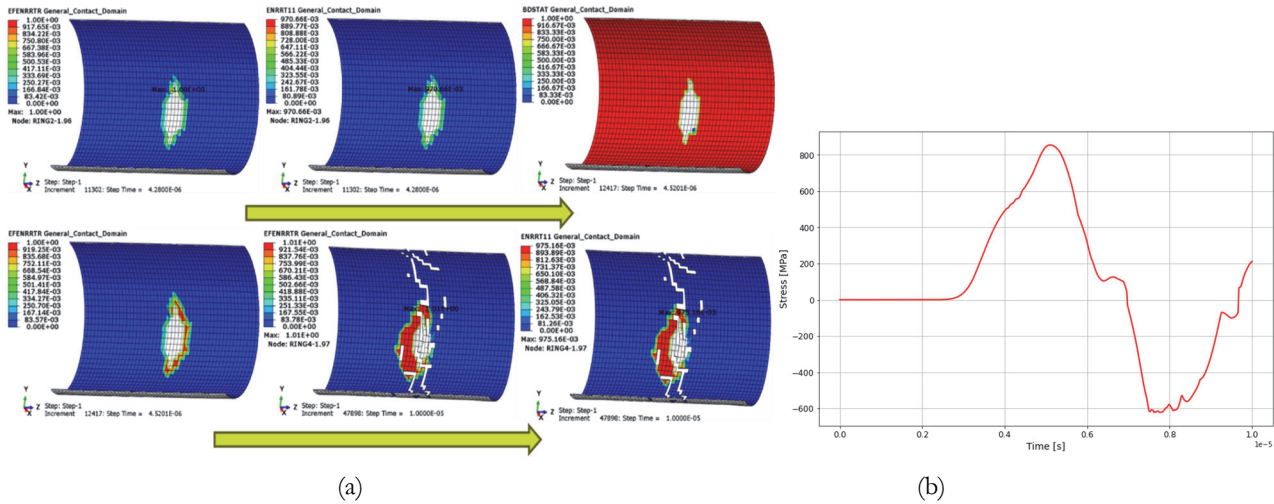 EFENRRTR General_Contact_Domain
1.00E+00
917.65E-03
834.22E-03
750.80E-03
667.38E-03
583.96E-03
500.53E-03
417.11E-03
333.69E-03
250.27E-03
166.84E-03
83.42E-03
0.00E+00
Max: 1.00E+00
Node: RING2-1.96
Max: 1.00E+00
Y
Z
X
Step: Step-1
Increment 11302: Step Time = 4.2800E-06
ENRRT11 General_Contact_Domain
970.66E-03
889.77E-03
808.88E-03
728.00E-03
647.11E-03
566.22E-03
485.33E-03
404.44E-03
323.55E-03
242.67E-03
161.78E-03
80.89E-03
0.00E+00
Max: 970.66E-03
Node: RING2-1.96
Max: 970.66E-03
Y
Z
X
Step: Step-1
Increment 11302: Step Time = 4.2800E-06
BDSTAT General_Contact_Domain
1.00E+00
916.67E-03
833.33E-03
750.00E-03
666.67E-03
583.33E-03
500.00E-03
416.67E-03
333.33E-03
250.00E-03
166.67E-03
83.33E-03
0.00E+00
Y
Z
X
Step: Step-1
Increment 12417: Step Time = 4.5201E-06
EFENRRTR General_Contact_Domain
1.00E+00
919.25E-03
835.68E-03
752.11E-03
668.54E-03
584.97E-03
501.41E-03
417.84E-03
334.27E-03
250.70E-03
167.14E-03
83.57E-03
0.00E+00
Y
Z
X
Step: Step-1
Increment 12417: Step Time = 4.5201E-06
EFENRRTR General_Contact_Domain
1.01E+00
921.54E-03
837.76E-03
753.99E-03
670.21E-03
586.43E-03
502.66E-03
418.88E-03
335.11E-03
251.33E-03
167.55E-03
83.78E-03
0.00E+00
Max: 1.01E+00
Node: RING4-1.97
Y
Z
X
Step: Step-1
Increment 47898: Step Time = 1.0000E-05
ENRRT11 General_Contact_Domain
975.16E-03
893.89E-03
812.63E-03
731.37E-03
650.10E-03
568.84E-03
487.58E-03
406.32E-03
325.05E-03
243.79E-03
162.53E-03
81.26E-03
0.00E+00
Max: 975.16E-03
Node: RING4-1.97
Y
Z
X
Step: Step-1
Increment 47898: Step Time = 1.0000E-05
(a)
800
600
400
200
0
−200
−400
−600
Stress [MPa]
0.0
0.2
0.4
0.6
0.8
1.0
1e-5
Time [s]
(b)